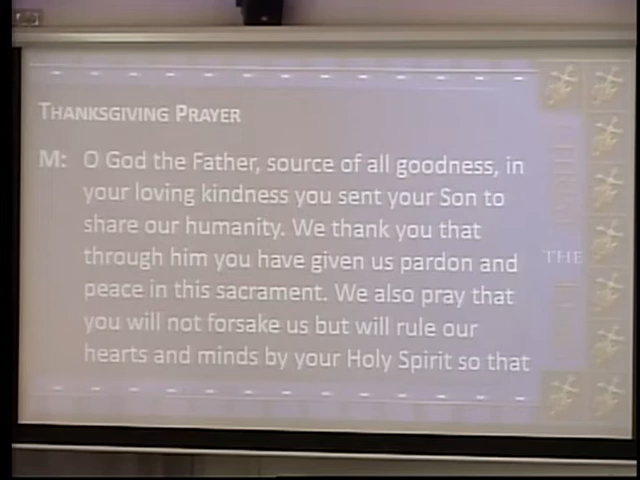 THANKSGIVING PRAYER
M: O God the Father, source of all goodness, in
your loving kindness you sent your Son to
share our humanity. We thank you that
through him you have given us pardon and
peace in this sacrament. We also pray that
you will not forsake us but will rule our
hearts and minds by your Holy Spirit so that
THE